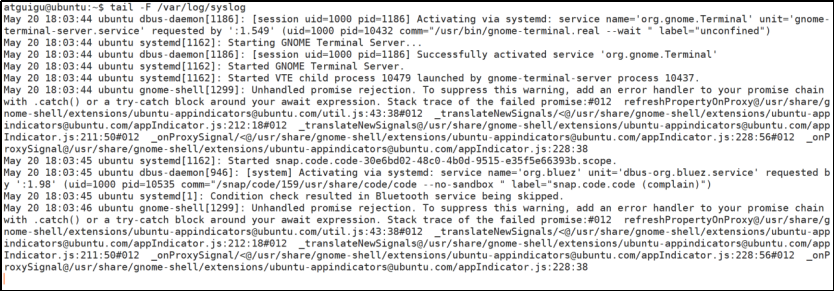 atguigu@ubuntu:~$ tail -F /var/log/syslog
May 20 18:03:44 ubuntu dbus-daemon[1186]: [session uid=1000 pid=1186] Activating via systemd: service name='org.gnome.Terminal' unit='gnome-
terminal-server.service' requested by ':1.549' (uid=1000 pid=10432 comm="/usr/bin/gnome-terminal.real --wait " label="unconfined")
May 20 18:03:44 ubuntu systemd[1162]: Starting GNOME Terminal Server...
May 20 18:03:44 ubuntu dbus-daemon[1186]: [session uid=1000 pid=1186] Successfully activated service 'org.gnome.Terminal'
May 20 18:03:44 ubuntu systemd[1162]: Started GNOME Terminal Server.
May 20 18:03:44 ubuntu systemd[1162]: Started VTE child process 10479 launched by gnome-terminal-server process 10437.
May 20 18:03:44 ubuntu gnome-shell[1299]: Unhandled promise rejection. To suppress this warning, add an error handler to your promise chain
with .catch() or a try-catch block around your await expression. Stack trace of the failed promise:#012  refreshPropertyOnProxy@/usr/share/g
nome-shell/extensions/ubuntu-appindicators@ubuntu.com/util.js:43:38#012  _translateNewSignals/<@/usr/share/gnome-shell/extensions/ubuntu-app
indicators@ubuntu.com/appIndicator.js:212:18#012  _translateNewSignals@/usr/share/gnome-shell/extensions/ubuntu-appindicators@ubuntu.com/app
Indicator.js:211:50#012  _onProxySignal/<@/usr/share/gnome-shell/extensions/ubuntu-appindicators@ubuntu.com/appIndicator.js:228:56#012  _onP
roxySignal@/usr/share/gnome-shell/extensions/ubuntu-appindicators@ubuntu.com/appIndicator.js:228:38
May 20 18:03:45 ubuntu systemd[1162]: Started snap.code.code-30e6bd02-48c0-4b0d-9515-e35f5e66393b.scope.
May 20 18:03:45 ubuntu dbus-daemon[946]: [system] Activating via systemd: service name='org.bluez' unit='dbus-org.bluez.service' requested b
y ':1.98' (uid=1000 pid=10535 comm="/snap/code/159/usr/share/code/code --no-sandbox " label="snap.code.code (complain)")
May 20 18:03:45 ubuntu systemd[1]: Condition check resulted in Bluetooth service being skipped.
May 20 18:03:46 ubuntu gnome-shell[1299]: Unhandled promise rejection. To suppress this warning, add an error handler to your promise chain
with .catch() or a try-catch block around your await expression. Stack trace of the failed promise:#012  refreshPropertyOnProxy@/usr/share/g
nome-shell/extensions/ubuntu-appindicators@ubuntu.com/util.js:43:38#012  _translateNewSignals/<@/usr/share/gnome-shell/extensions/ubuntu-app
indicators@ubuntu.com/appIndicator.js:212:18#012  _translateNewSignals@/usr/share/gnome-shell/extensions/ubuntu-appindicators@ubuntu.com/app
Indicator.js:211:50#012  _onProxySignal/<@/usr/share/gnome-shell/extensions/ubuntu-appindicators@ubuntu.com/appIndicator.js:228:56#012  _onP
roxySignal@/usr/share/gnome-shell/extensions/ubuntu-appindicators@ubuntu.com/appIndicator.js:228:38